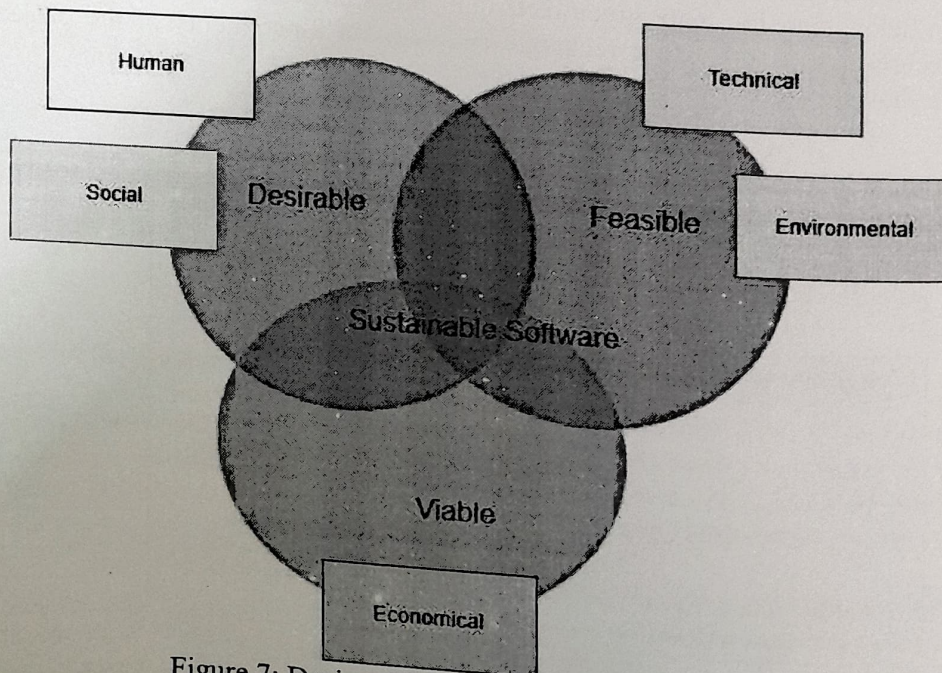 Human
Technical
Social
Desirable
Feasible
Environmental
Sustainable Software
Viable
Economical
Figure 7: